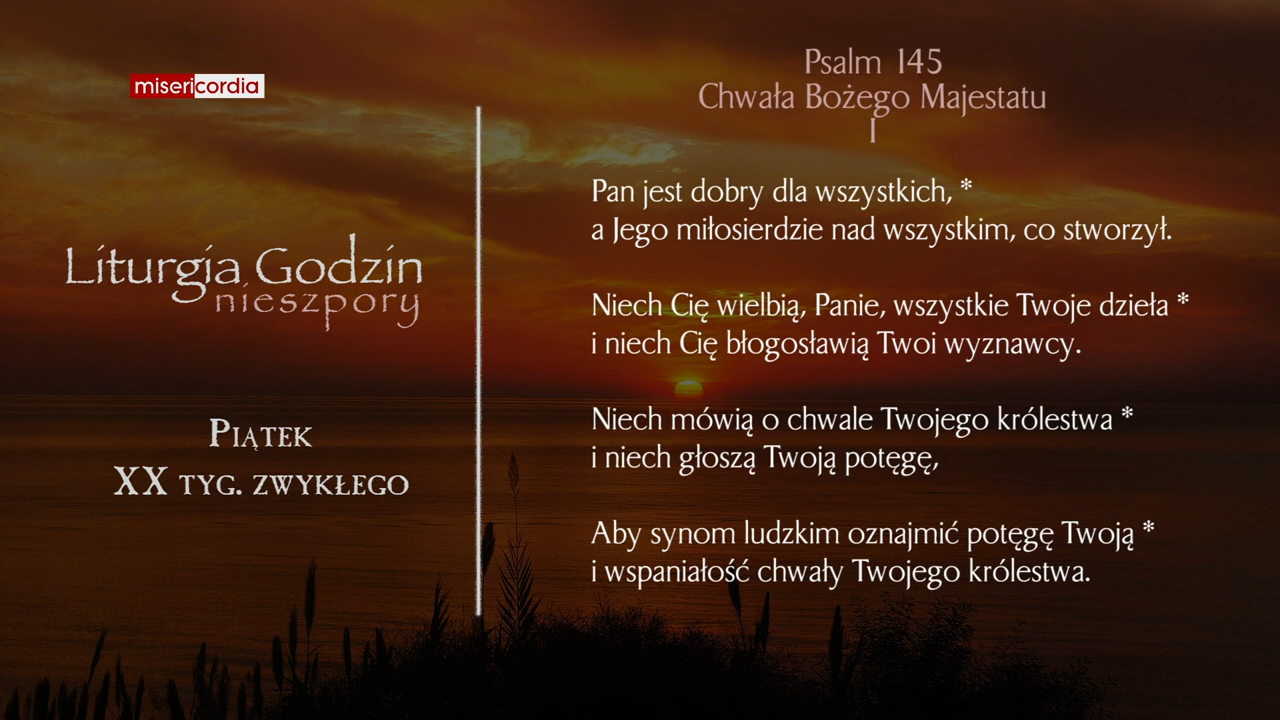 misericordia
Liturgia Godzin
nieszpory
Piątek
XX tyg. zwykłego
Psalm 145
Chwała Bożego Majestatu
I
Pan jest dobry dla wszystkich, *
a Jego miłosierdzie nad wszystkim, co stworzył.
Niech Cię wielbią, Panie, wszystkie Twoje dzieła *
i niech Cię błogosławią Twoi wyznawcy.
Niech mówią o chwale Twojego królestwa *
i niech głoszą Twoją potęgę,
Aby synom ludzkim oznajmić potęgę Twoją *
i wspaniałość chwały Twojego królestwa.